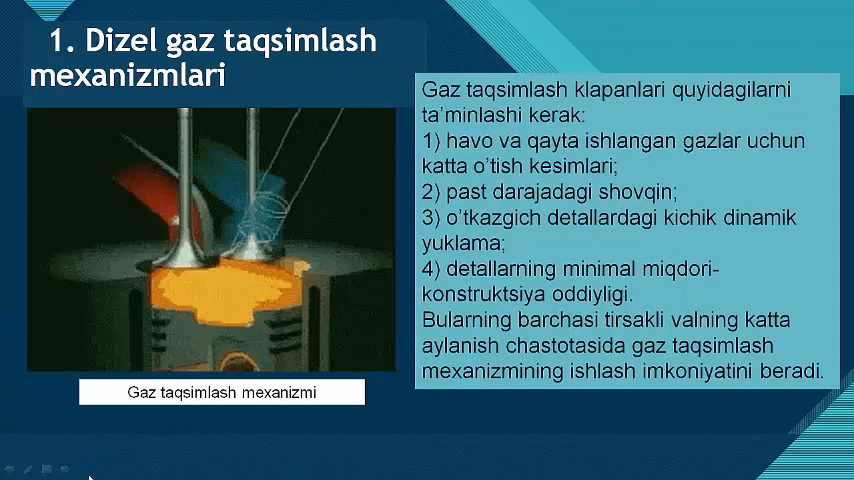 1. Dizel gaz taqsimlash
mexanizmlari
Gaz taqsimlash klapanlari quyidagilarni
ta’minlashi kerak:
1) havo va qayta ishlangan gazlar uchun
katta o’tish kesimlari;
2) past darajadagi shovqin;
3) o’tkazgich detallardagi kichik dinamik
yuklama;
4) detallarning minimal miqdori-
konstruktsiya oddiyligi.
Bularning barchasi tirsakli valning katta
aylanish chastotasida gaz taqsimlash
mexanizmining ishlash imkoniyatini beradi.
Gaz taqsimlash mexanizmi